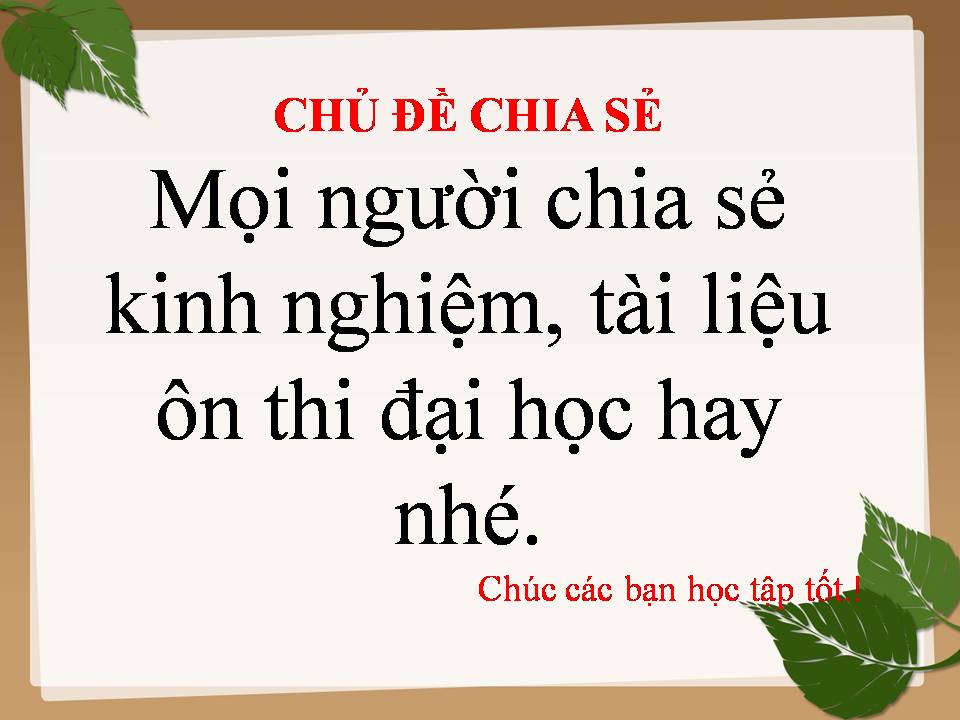 CHỦ ĐỀ CHIA SẺ
Mọi người chia sẻ
kinh nghiệm, tài liệu
ôn thi đại học hay
nhé.
Chúc các bạn học tập tốt.!